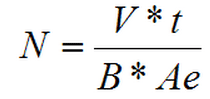 N = V * t / B * Ae